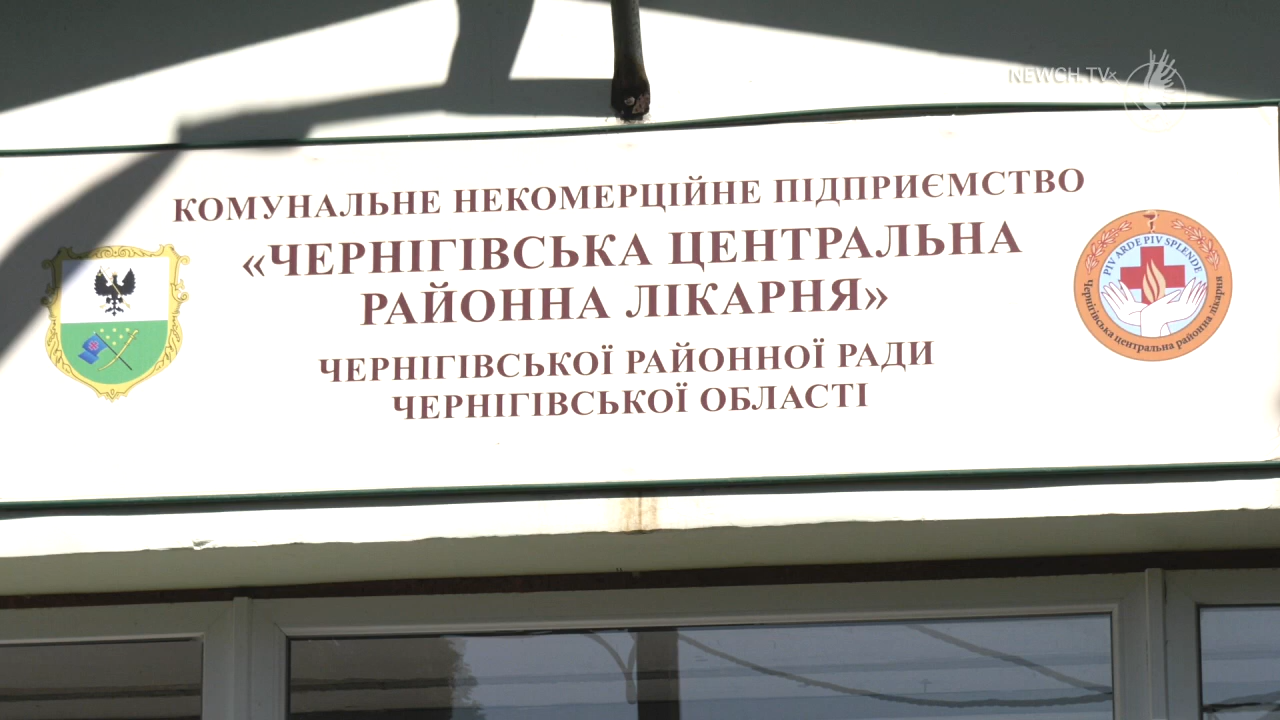 NEWCH.TV
КОМУНАЛЬНЕ НЕКОМЕРЦІЙНЕ ПІДПРИЄМСТВО
«ЧЕРНІГІВСЬКА ЦЕНТРАЛЬНА
РАЙОННА ЛІКАРНЯ»
ЧЕРНІГІВСЬКОЇ РАЙОННОЇ РАДИ
ЧЕРНІГІВСЬКОЇ ОБЛАСТІ
PIV ARDE PIV SPLENDE
Чернігівська центральна районна лікарня